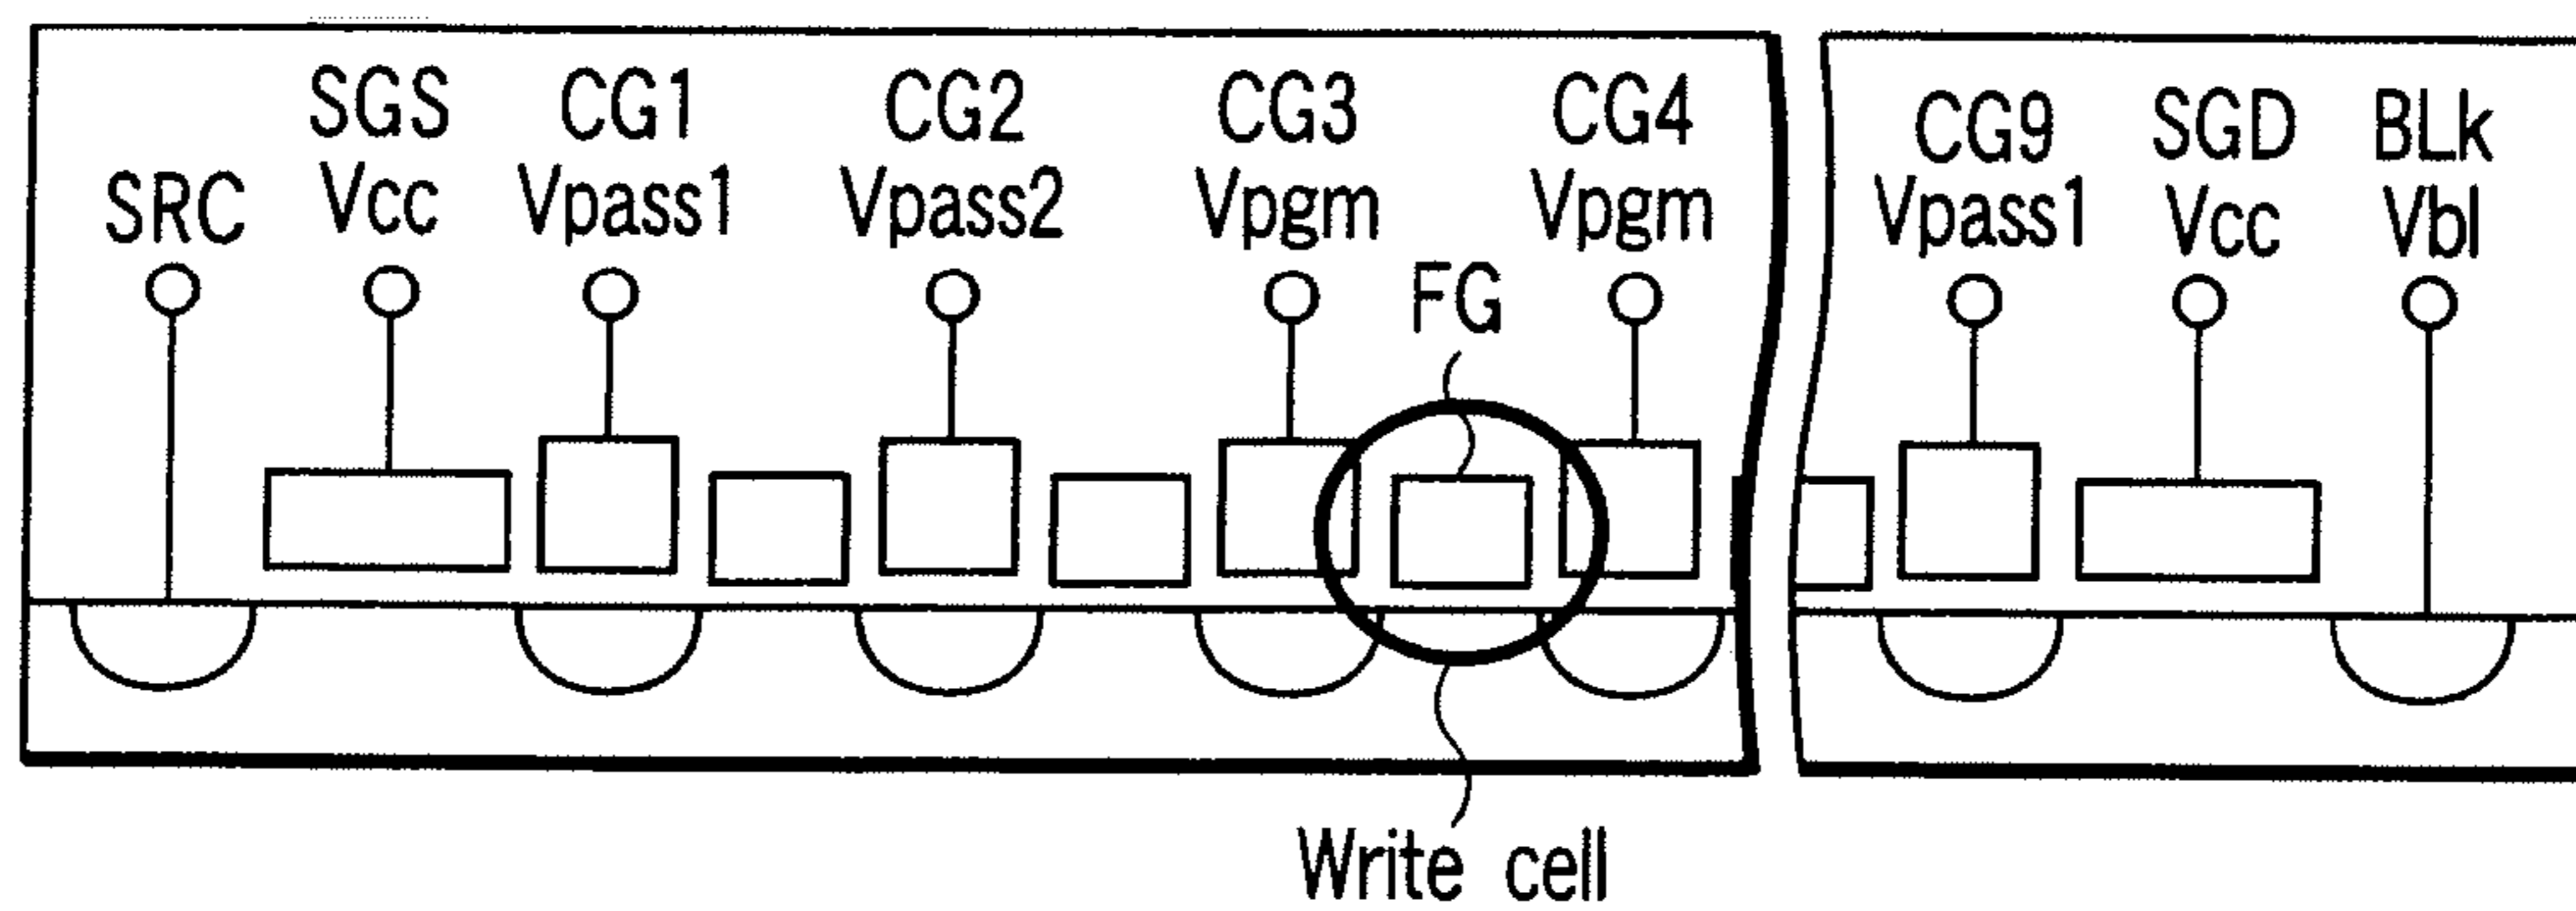 SRC
SGS
Vcc
CG1
Vpass1
CG2
Vpass2
CG3
Vpgm
FG
CG4
Vpgm
CG9
Vpass1
SGD
Vcc
BLk
Vbl
Write cell